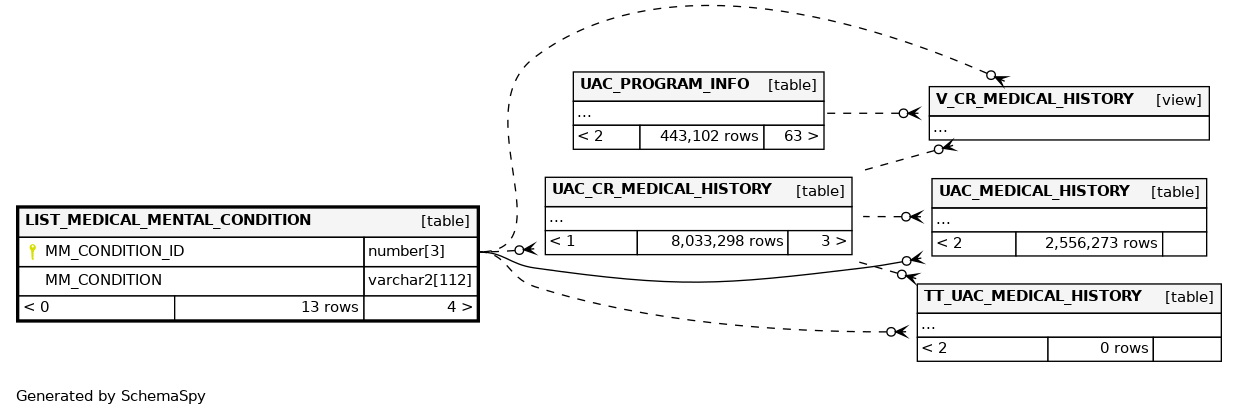 UAC_PROGRAM_INFO [table]
...
< 2 443,102 rows 63 >
V_CR_MEDICAL_HISTORY [view]
...
UAC_CR_MEDICAL_HISTORY [table]
...
< 1 8,033,298 rows 3 >
UAC_MEDICAL_HISTORY [table]
...
< 2 2,556,273 rows
LIST_MEDICAL_MENTAL_CONDITION [table]
MM_CONDITION_ID number[3]
MM_CONDITION varchar2[112]
< 0 13 rows 4 >
TT_UAC_MEDICAL_HISTORY [table]
...
< 2 0 rows
Generated by SchemaSpy